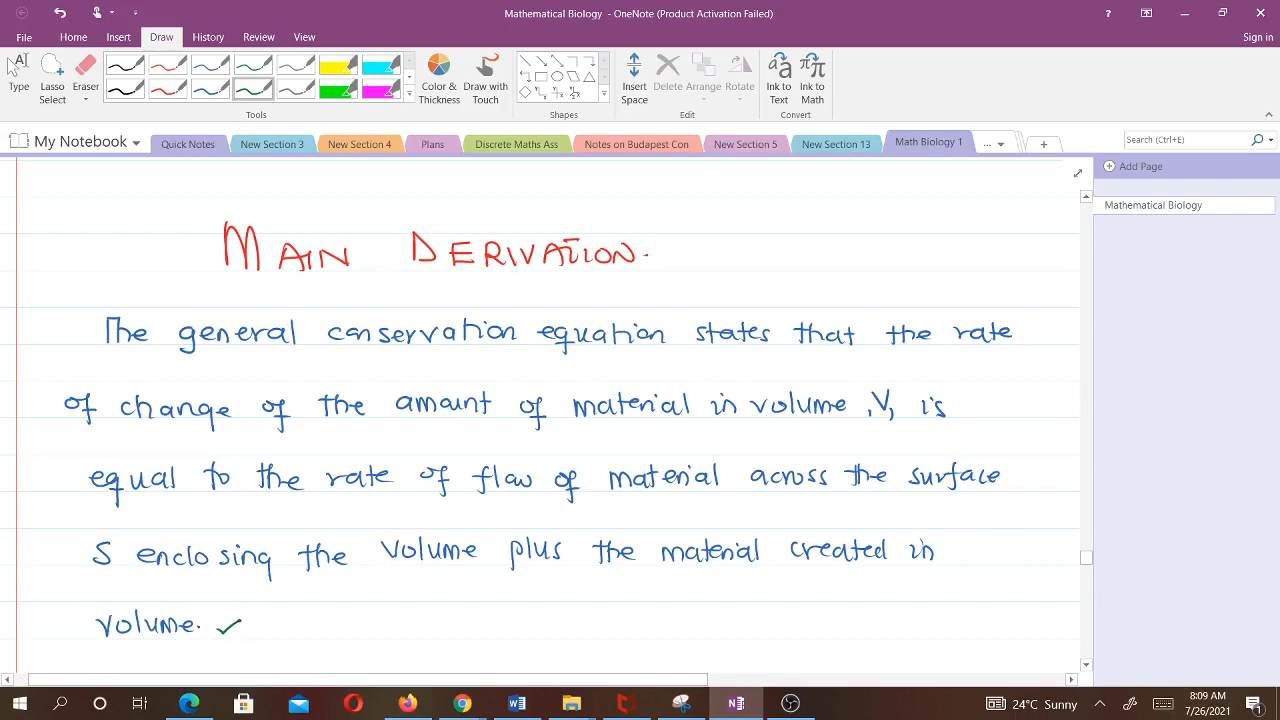 Mathematical Biology - OneNote (Product Activation Failed)
File Home Insert Draw History Review View Sign in
Type Lasso Select Eraser Color & Thickness Draw with Touch Insert Space Delete Arrange Rotate Ink to Text Ink to Math
Tools Shapes Edit Convert
My Notebook Quick Notes New Section 3 New Section 4 Plans Discrete Maths Ass Notes on Budapest Con New Section 5 New Section 13 Math Biology 1 ... Search (Ctrl+E)
Add Page
Mathematical Biology
MAIN DERIVATION.
The general conservation equation states that the rate
of change of the amount of material in volume ,V, is
equal to the rate of flow of material across the surface
S enclosing the volume plus the material created in
volume. ✓
24°C Sunny 8:09 AM
7/26/2021